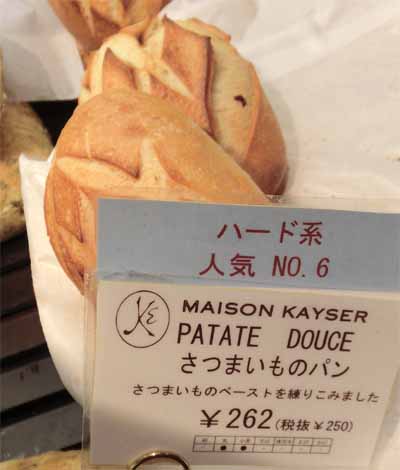 ハード系
人気 NO.6
MAISON KAYSER
PATATE DOUCE
さつまいものパン
さつまいものペーストを練りこみました
￥262(税抜￥250)